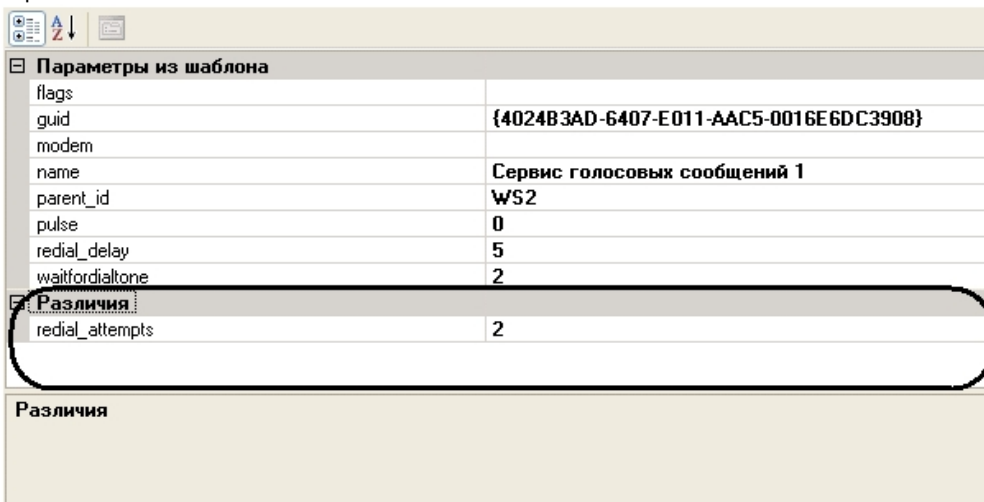 Параметры из шаблона
flags
guid {4024B3AD-6407-E011-AAC5-0016E6DC3908}
modem
name Сервис голосовых сообщений 1
parent_id WS2
pulse 0
redial_delay 5
waitfordialtone 2
Различия
redial_attempts 2
Различия